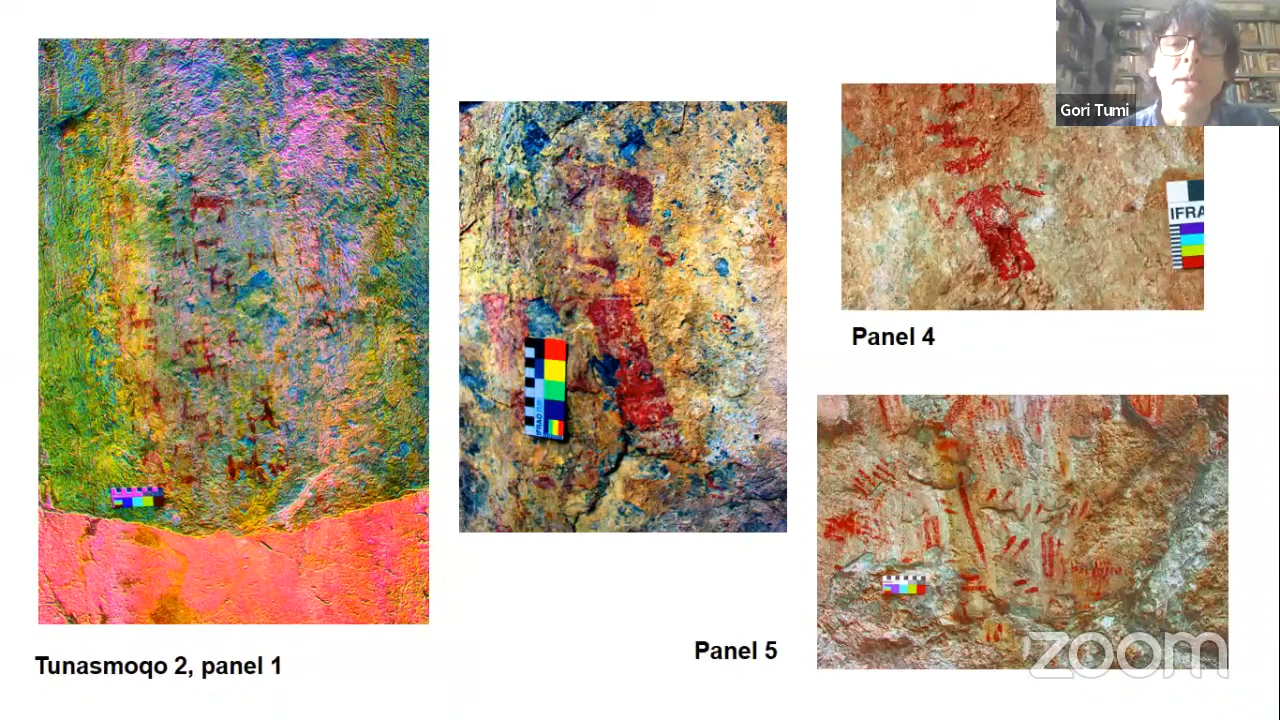 Gori Tumi
IFRA
Panel 4
IFRAO
Panel 5
Tunasmoqo 2, panel 1
zoom